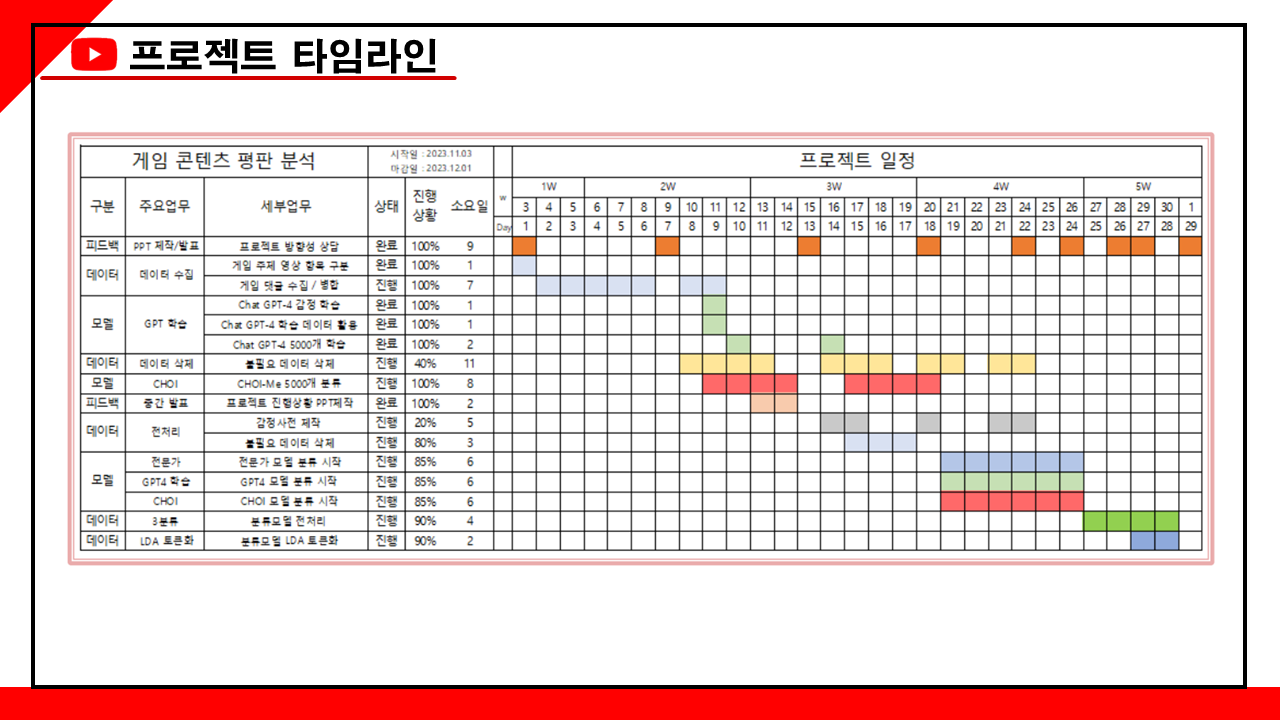 프로젝트 타임라인
게임 콘텐츠 평판 분석 시작일 : 2023.11.03 프로젝트 일정
마감일 : 2023.12.01
구분 주요업무 세부업무 상태 진행 상황 소요일
w 1W 2W 3W 4W 5W
3 4 5 6 7 8 9 10 11 12 13 14 15 16 17 18 19 20 21 22 23 24 25 26 27 28 29 30 1
Day 1 2 3 4 5 6 7 8 9 10 11 12 13 14 15 16 17 18 19 20 21 22 23 24 25 26 27 28 29
피드백 PPT 제작/발표 프로젝트 방향성 상담 완료 100% 9
데이터 데이터 수집 게임 주제 영상 항목 구분 완료 100% 1
게임 댓글 수집 / 병합 진행 100% 7
모델 GPT 학습 Chat GPT-4 감정 학습 완료 100% 1
Chat GPT-4 학습 데이터 활용 완료 100% 1
Chat GPT-4 5000개 학습 완료 100% 2
데이터 데이터 삭제 불필요 데이터 삭제 진행 40% 11
모델 CHOI CHOI-Me 5000개 분류 진행 100% 8
피드백 중간 발표 프로젝트 진행상황 PPT제작 완료 100% 2
데이터 전처리 감정사전 제작 진행 20% 5
불필요 데이터 삭제 진행 80% 3
모델 전문가 전문가 모델 분류 시작 진행 85% 6
GPT4 학습 GPT4 모델 분류 시작 진행 85% 6
CHOI CHOI 모델 분류 시작 진행 85% 6
데이터 3분류 분류모델 전처리 진행 90% 4
데이터 LDA 토큰화 분류모델 LDA 토큰화 진행 90% 2